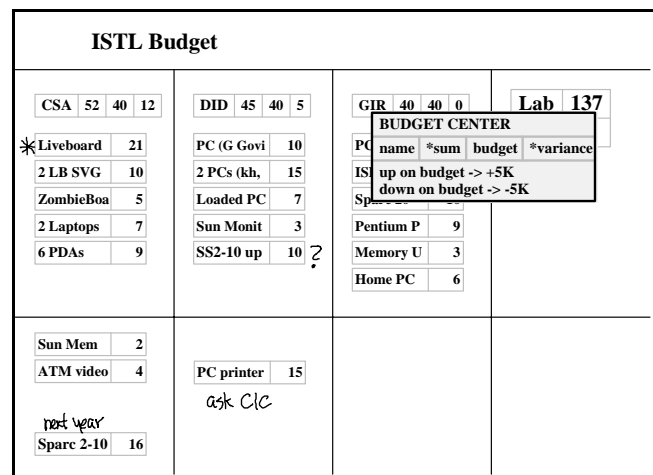 ISTL Budget
CSA 52 40 12
* Liveboard 21
2 LB SVG 10
ZombieBoa 5
2 Laptops 7
6 PDAs 9
DID 45 40 5
PC (G Govi 10
2 PCs (kh, 15
Loaded PC 7
Sun Monit 3
SS2-10 up 10 ?
GIR 40 40 0
Pentium P 9
Memory U 3
Home PC 6
Lab 137
BUDGET CENTER
name *sum budget *variance
up on budget -> +5K
down on budget -> -5K
Sun Mem 2
ATM video 4
next year
Sparc 2-10 16
PC printer 15
ask CIC